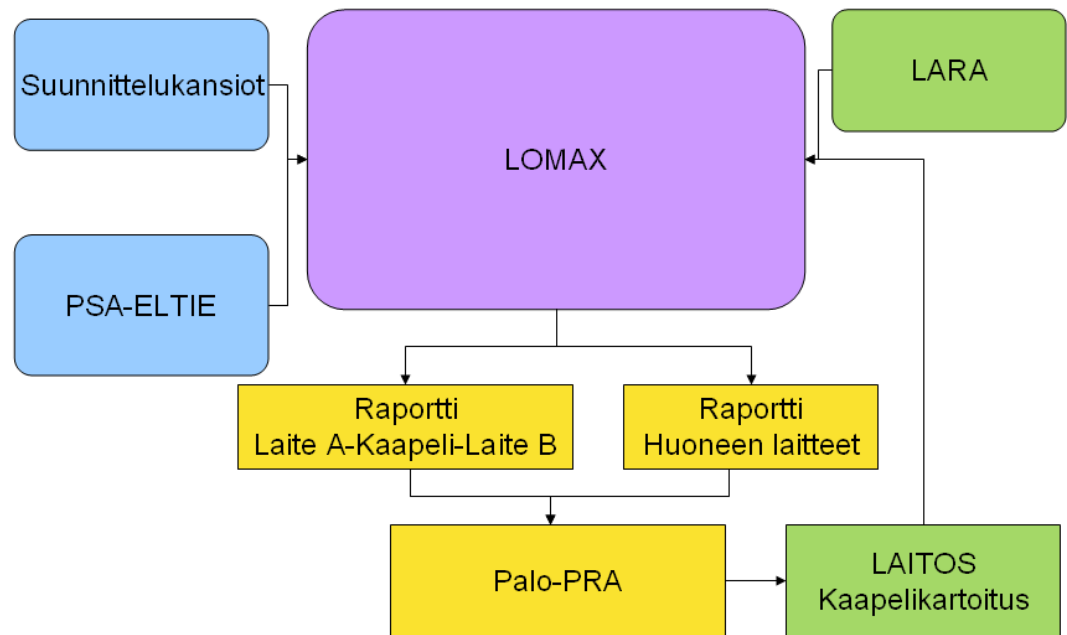 Suunnittelukansiot
LOMAX
LARA
PSA-ELTIE
Raportti
Laite A-Kaapeli-Laite B
Raportti
Huoneen laitteet
Palo-PRA
LAITOS
Kaapelikartoitus